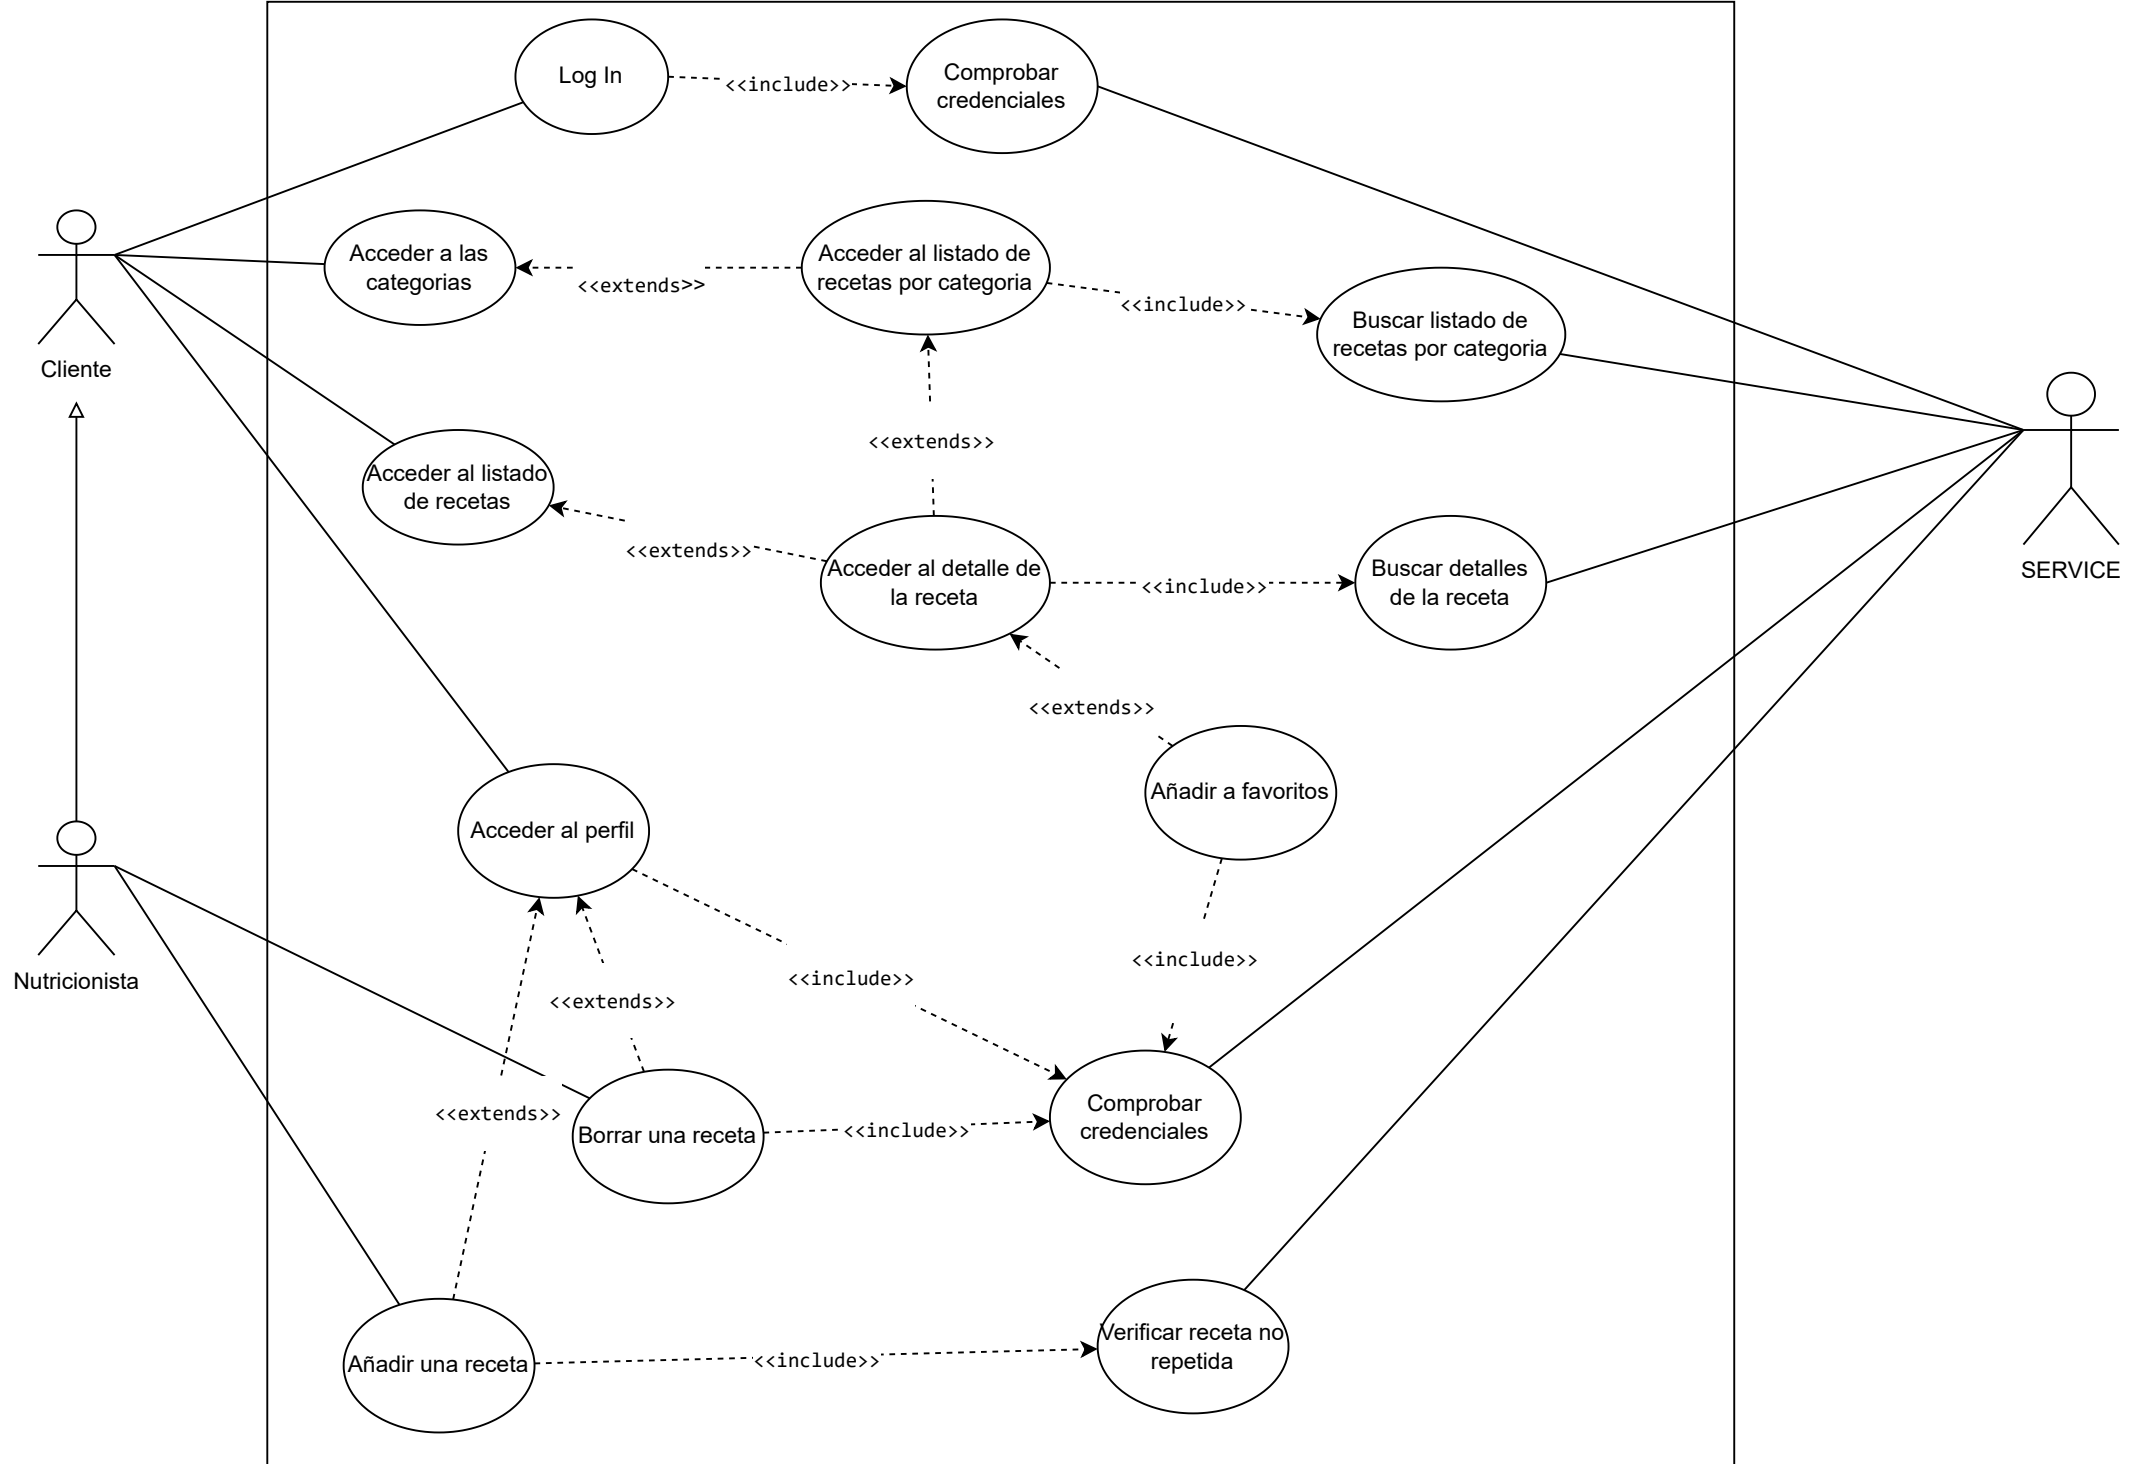 Log In
<<include>>
Comprobar
credenciales
Acceder a las
categorias
<<extends>>
Acceder al listado de
recetas por categoria
<<include>>
Buscar listado de
recetas por categoria
Cliente
<<extends>>
Acceder al listado
de recetas
<<extends>>
Acceder al detalle de
la receta
<<include>>
Buscar detalles
de la receta
SERVICE
<<extends>>
Añadir a favoritos
Acceder al perfil
Nutricionista
<<include>>
<<include>>
<<extends>>
<<extends>>
Borrar una receta
<<include>>
Comprobar
credenciales
Añadir una receta
<<include>>
Verificar receta no
repetida